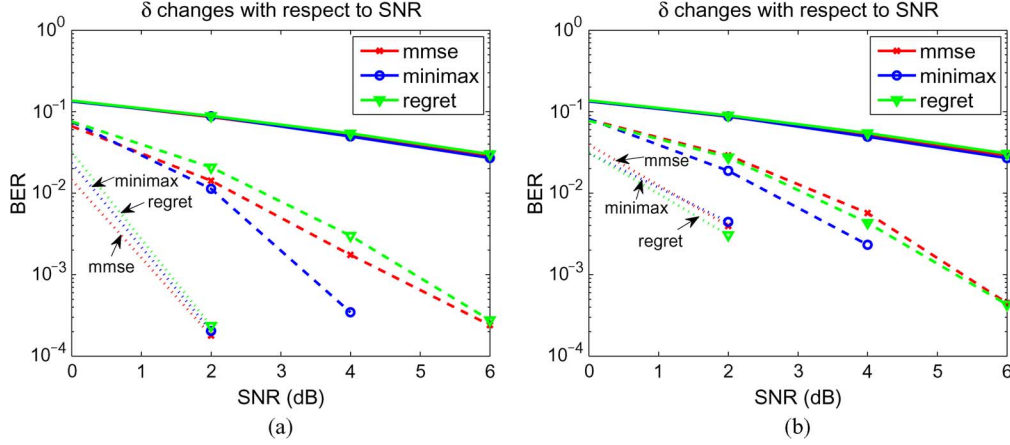 δ changes with respect to SNR
10^0
10^-1
10^-2
10^-3
10^-4
BER
mmse
minimax
regret
minimax
regret
mmse
0 1 2 3 4 5 6
SNR (dB)
(a)
δ changes with respect to SNR
10^0
10^-1
10^-2
10^-3
10^-4
BER
mmse
minimax
regret
mmse
minimax
regret
0 1 2 3 4 5 6
SNR (dB)
(b)